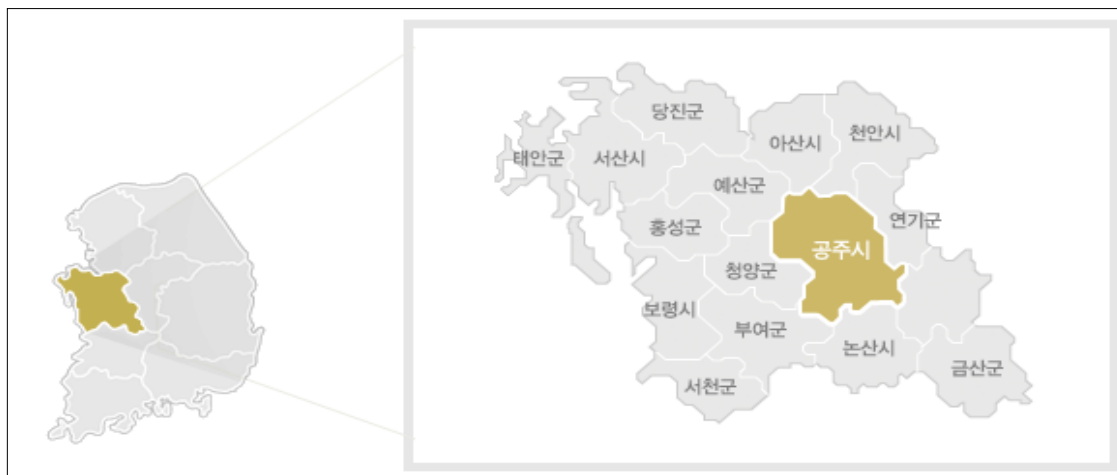 당진군
아산시
천안시
태안군
서산시
예산군
연기군
홍성군
공주시
청양군
보령시
부여군
논산시
금산군
서천군